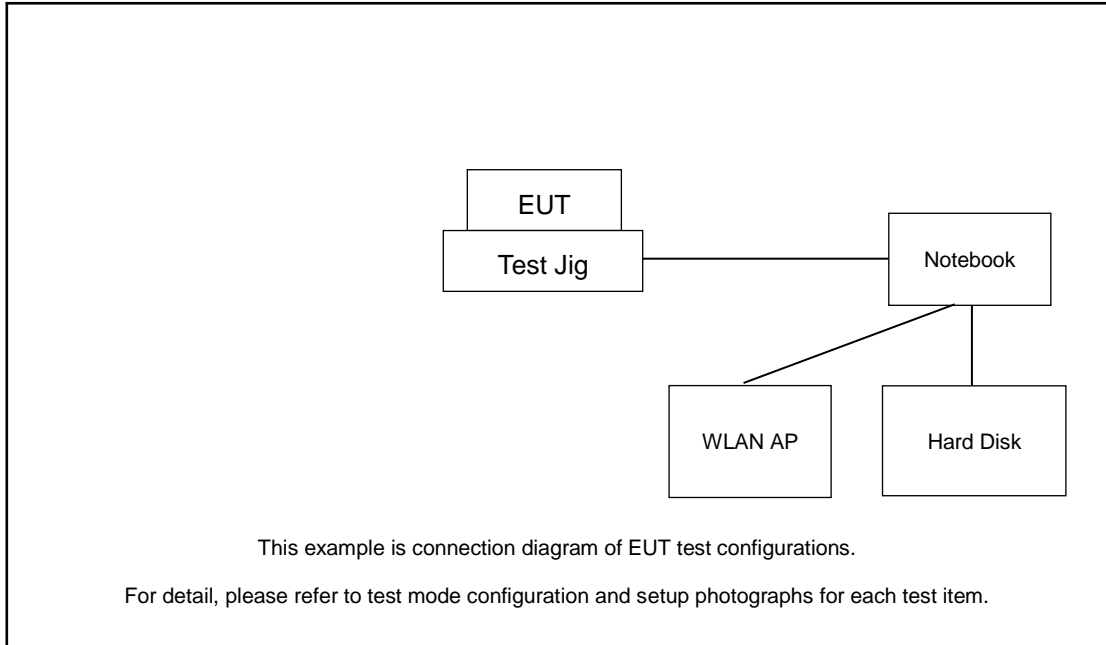 EUT
Test Jig
Notebook
WLAN AP
Hard Disk
This example is connection diagram of EUT test configurations.
For detail, please refer to test mode configuration and setup photographs for each test item.